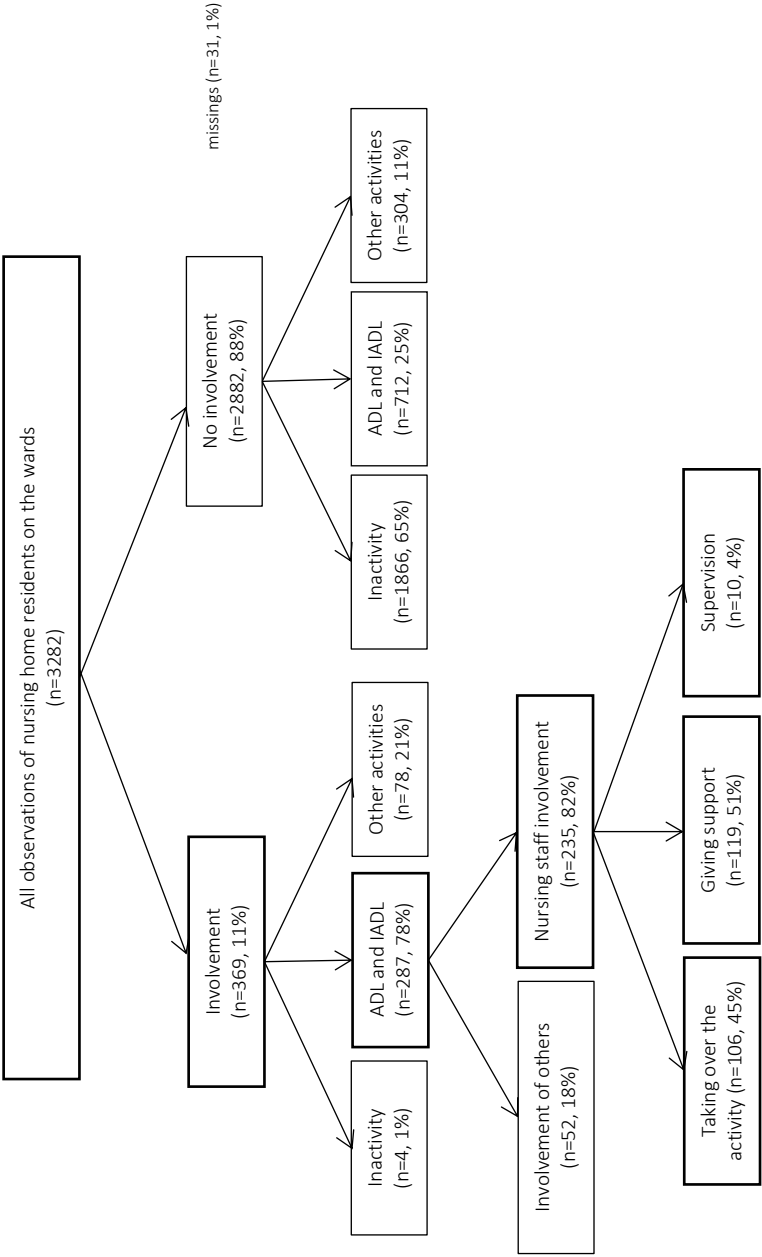 All observations of nursing home residents on the wards
(n=3282)
missings (n=31, 1%)
Involvement
(n=369, 11%)
No involvement
(n=2882, 88%)
Inactivity
(n=4, 1%)
ADL and IADL
(n=287, 78%)
Other activities
(n=78, 21%)
Inactivity
(n=1866, 65%)
ADL and IADL
(n=712, 25%)
Other activities
(n=304, 11%)
Involvement of others
(n=52, 18%)
Nursing staff involvement
(n=235, 82%)
Taking over the
activity (n=106, 45%)
Giving support
(n=119, 51%)
Supervision
(n=10, 4%)